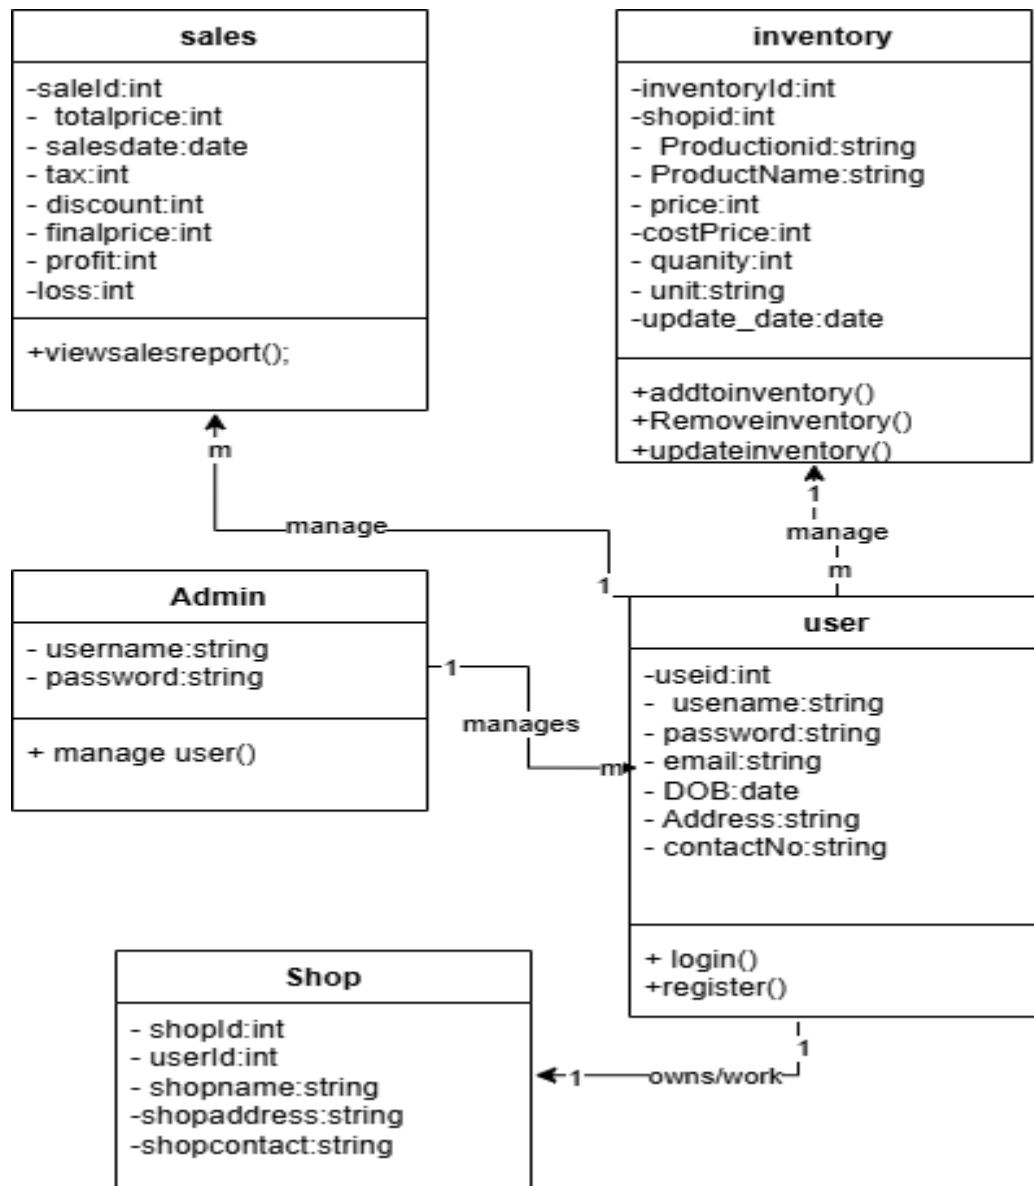 sales
-saleId:int
- totalprice:int
- salesdate:date
- tax:int
- discount:int
- finalprice:int
- profit:int
-loss:int
+viewsalesreport();
inventory
-inventoryId:int
-shopid:int
- Productionid:string
- ProductName:string
- price:int
-costPrice:int
- quanity:int
- unit:string
-update_date:date
+addtoinventory()
+Removeinventory()
+updateinventory()
m
manage
1
1
manage
m
Admin
- username:string
- password:string
+ manage user()
1
manages
m
user
-useid:int
- usename:string
- password:string
- email:string
- DOB:date
- Address:string
- contactNo:string
+ login()
+register()
1
owns/work
1
Shop
- shopId:int
- userId:int
- shopname:string
-shopaddress:string
-shopcontact:string